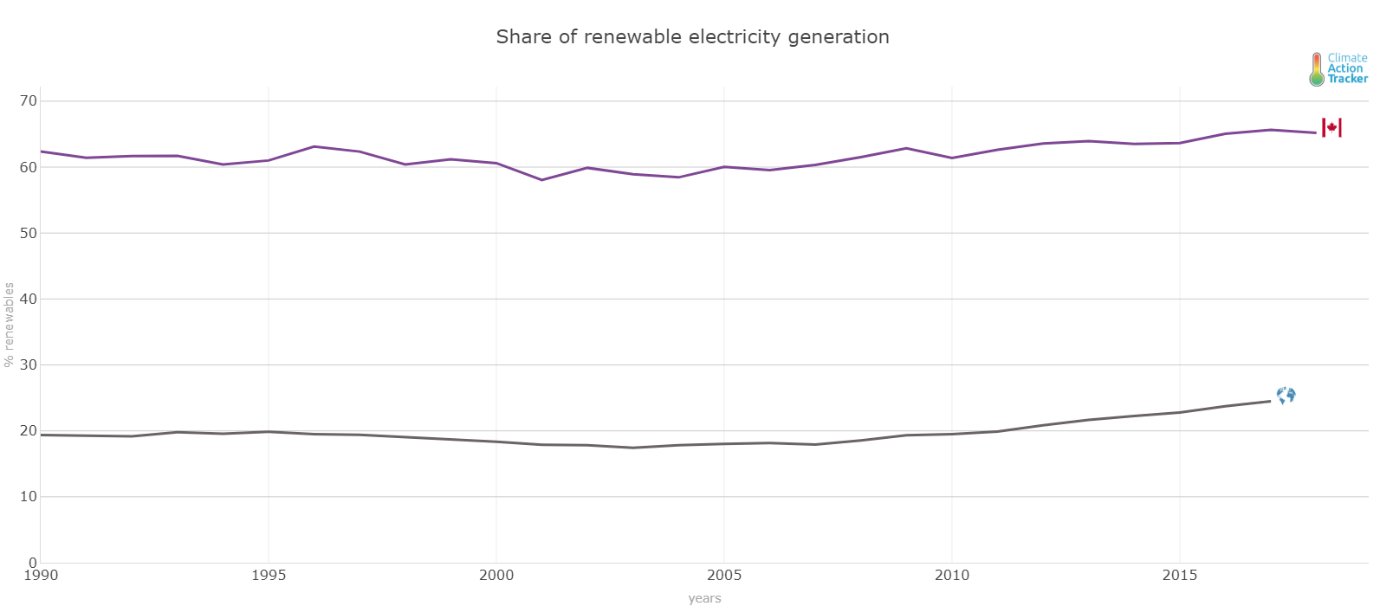 Share of renewable electricity generation
Climate
Action
Tracker
70
60
50
40
30
20
10
0
% renewables
1990
1995
2000
2005
2010
2015
years